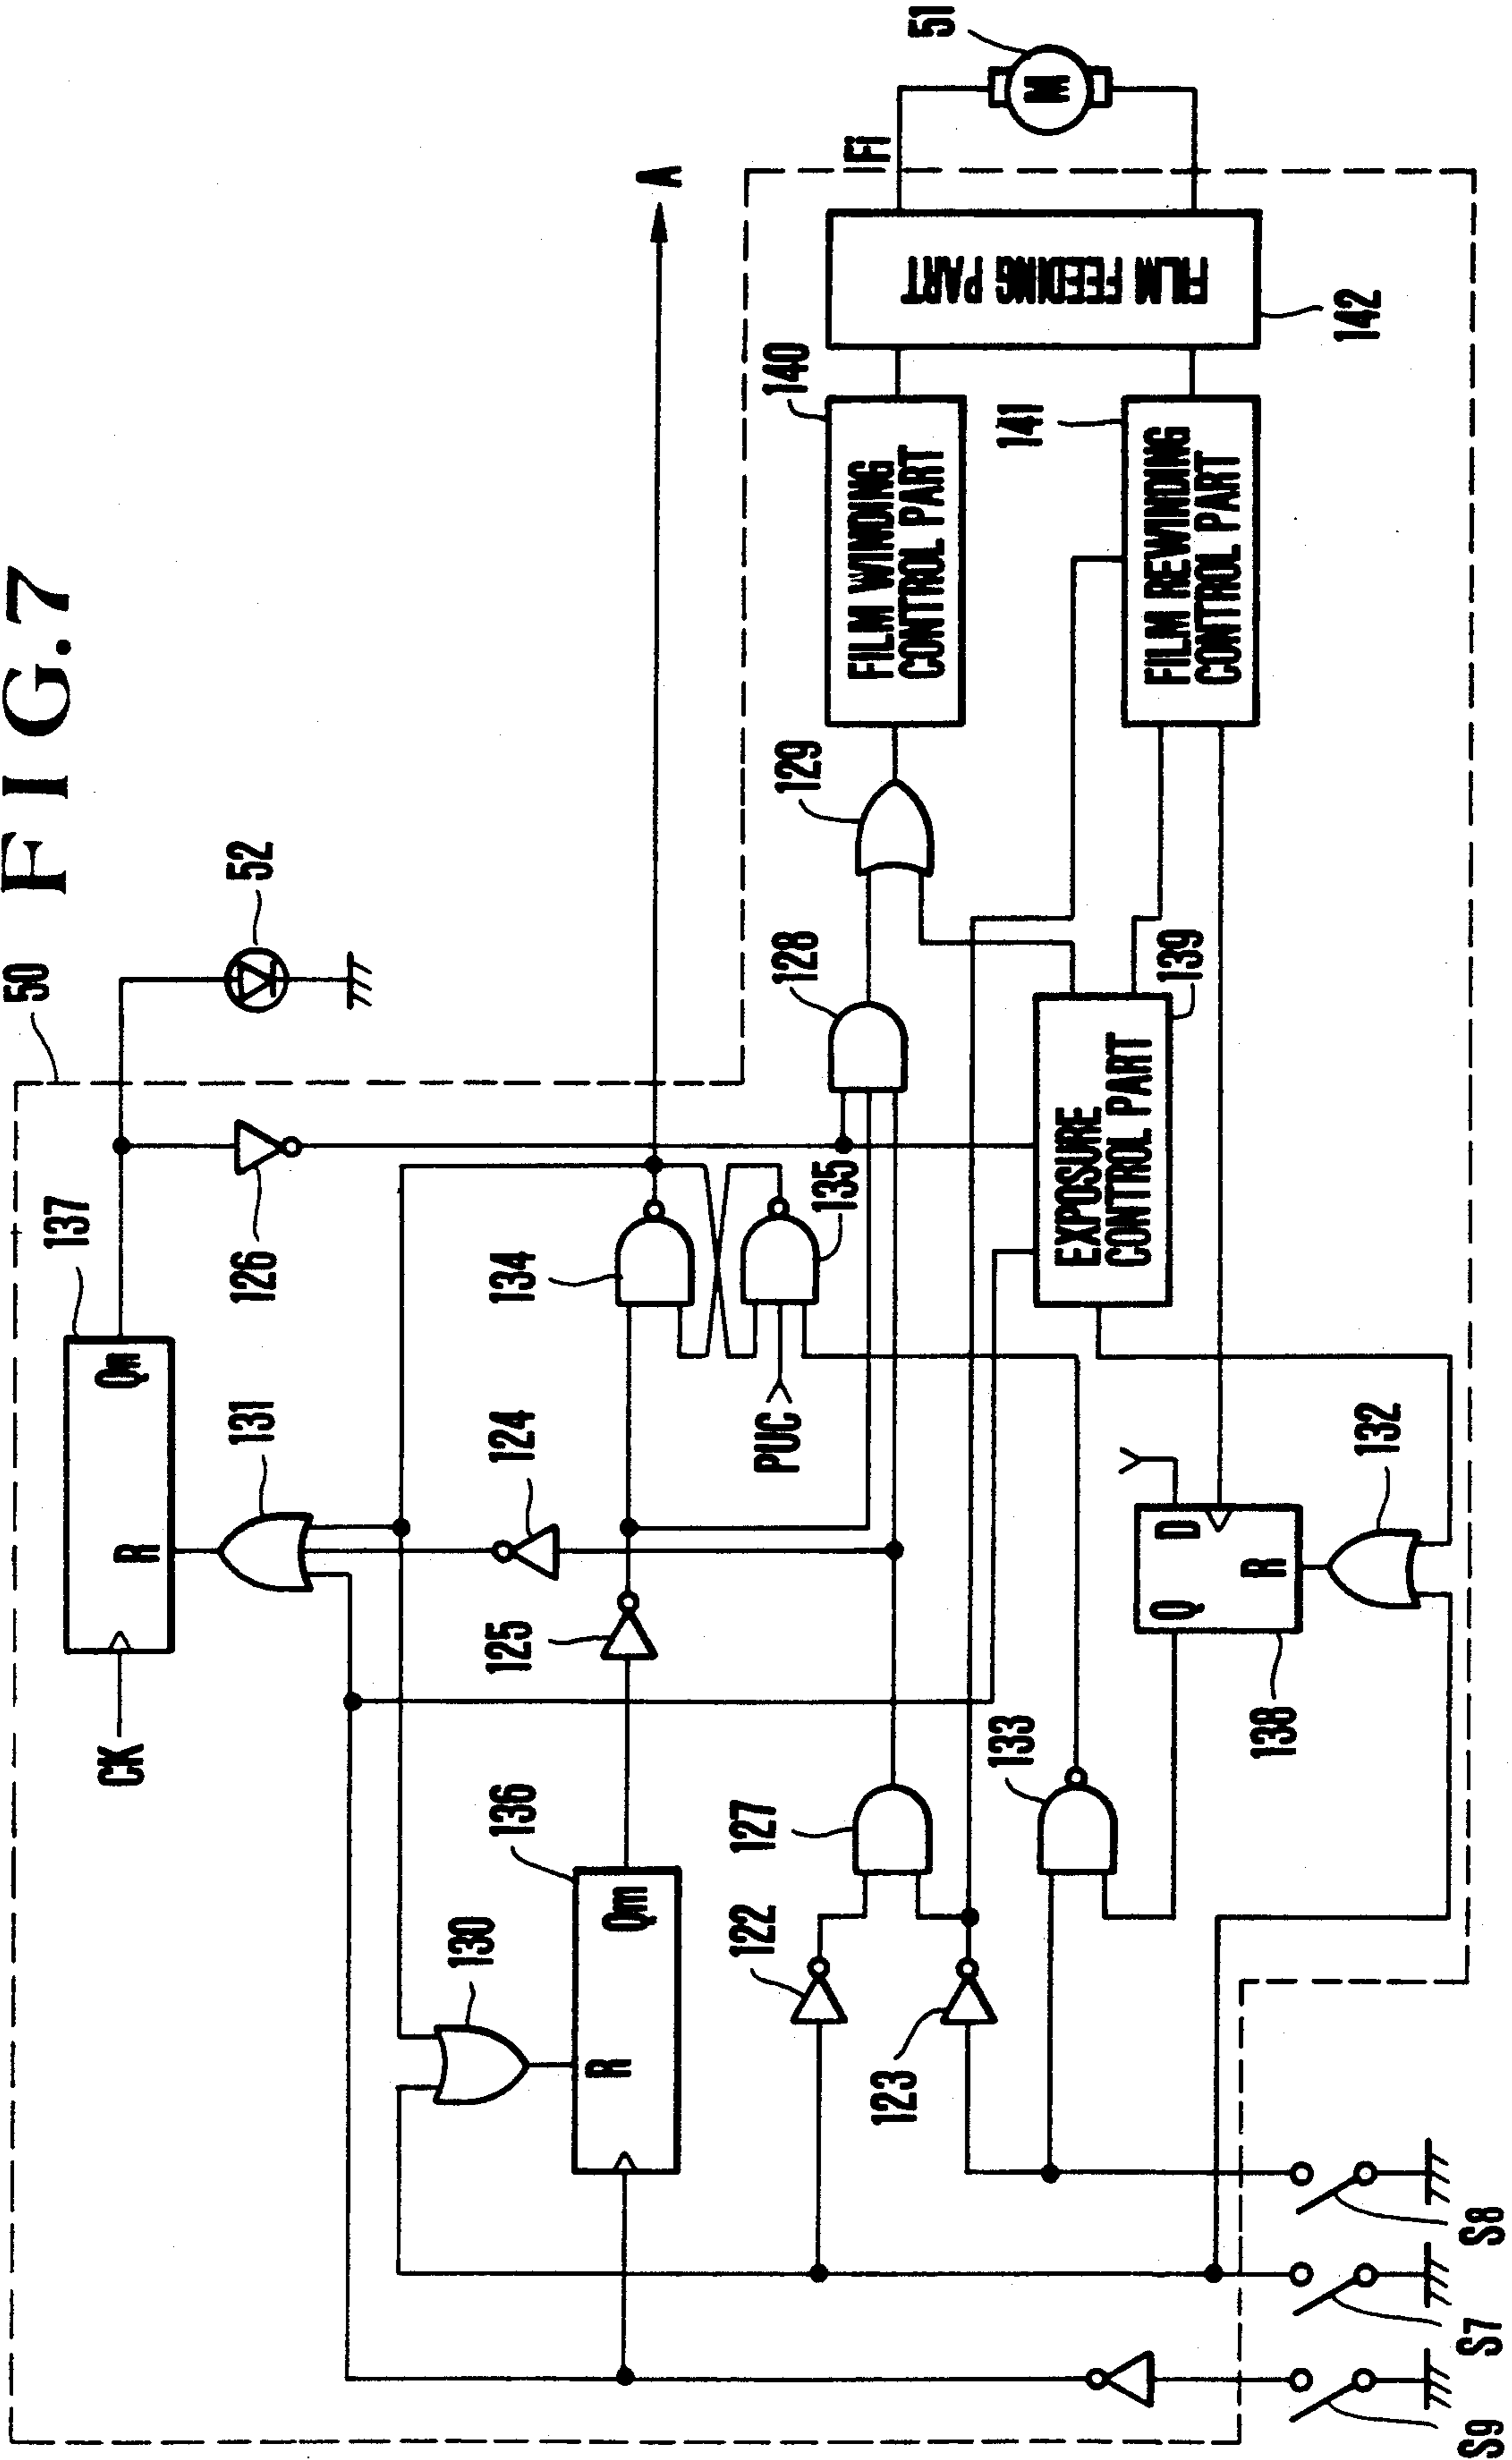 FIG.7
50
52
A
51
137
CK
Qn
R
126
131
134
135
124
PUC
125
136
130
Qm
R
128
129
140
FILM WINDING
CONTROL PART
FILM FEEDING PART
142
IFi
M
141
FILM REWINDING
CONTROL PART
139
EXPOSURE
CONTROL PART
127
122
123
133
138
D
Q
R
132
S9
S7
S8